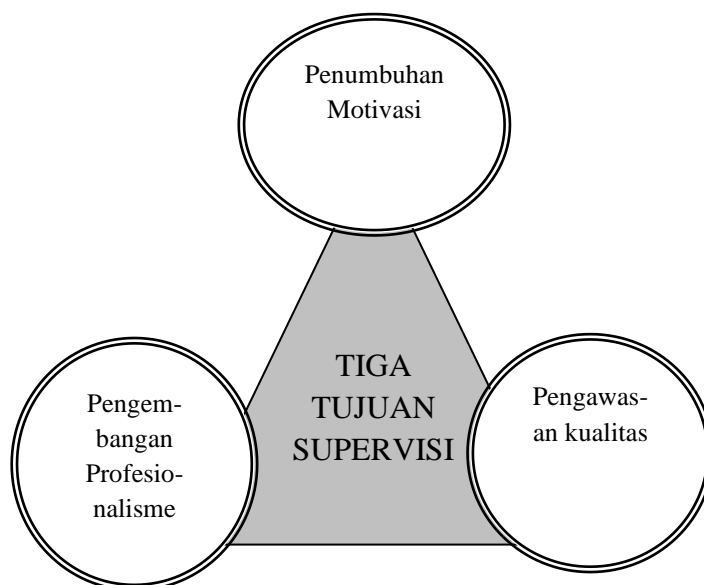 Penumbuhan
Motivasi
TIGA
TUJUAN
SUPERVISI
Pengem-
bangan
Profesio-
nalisme
Pengawas-
an kualitas